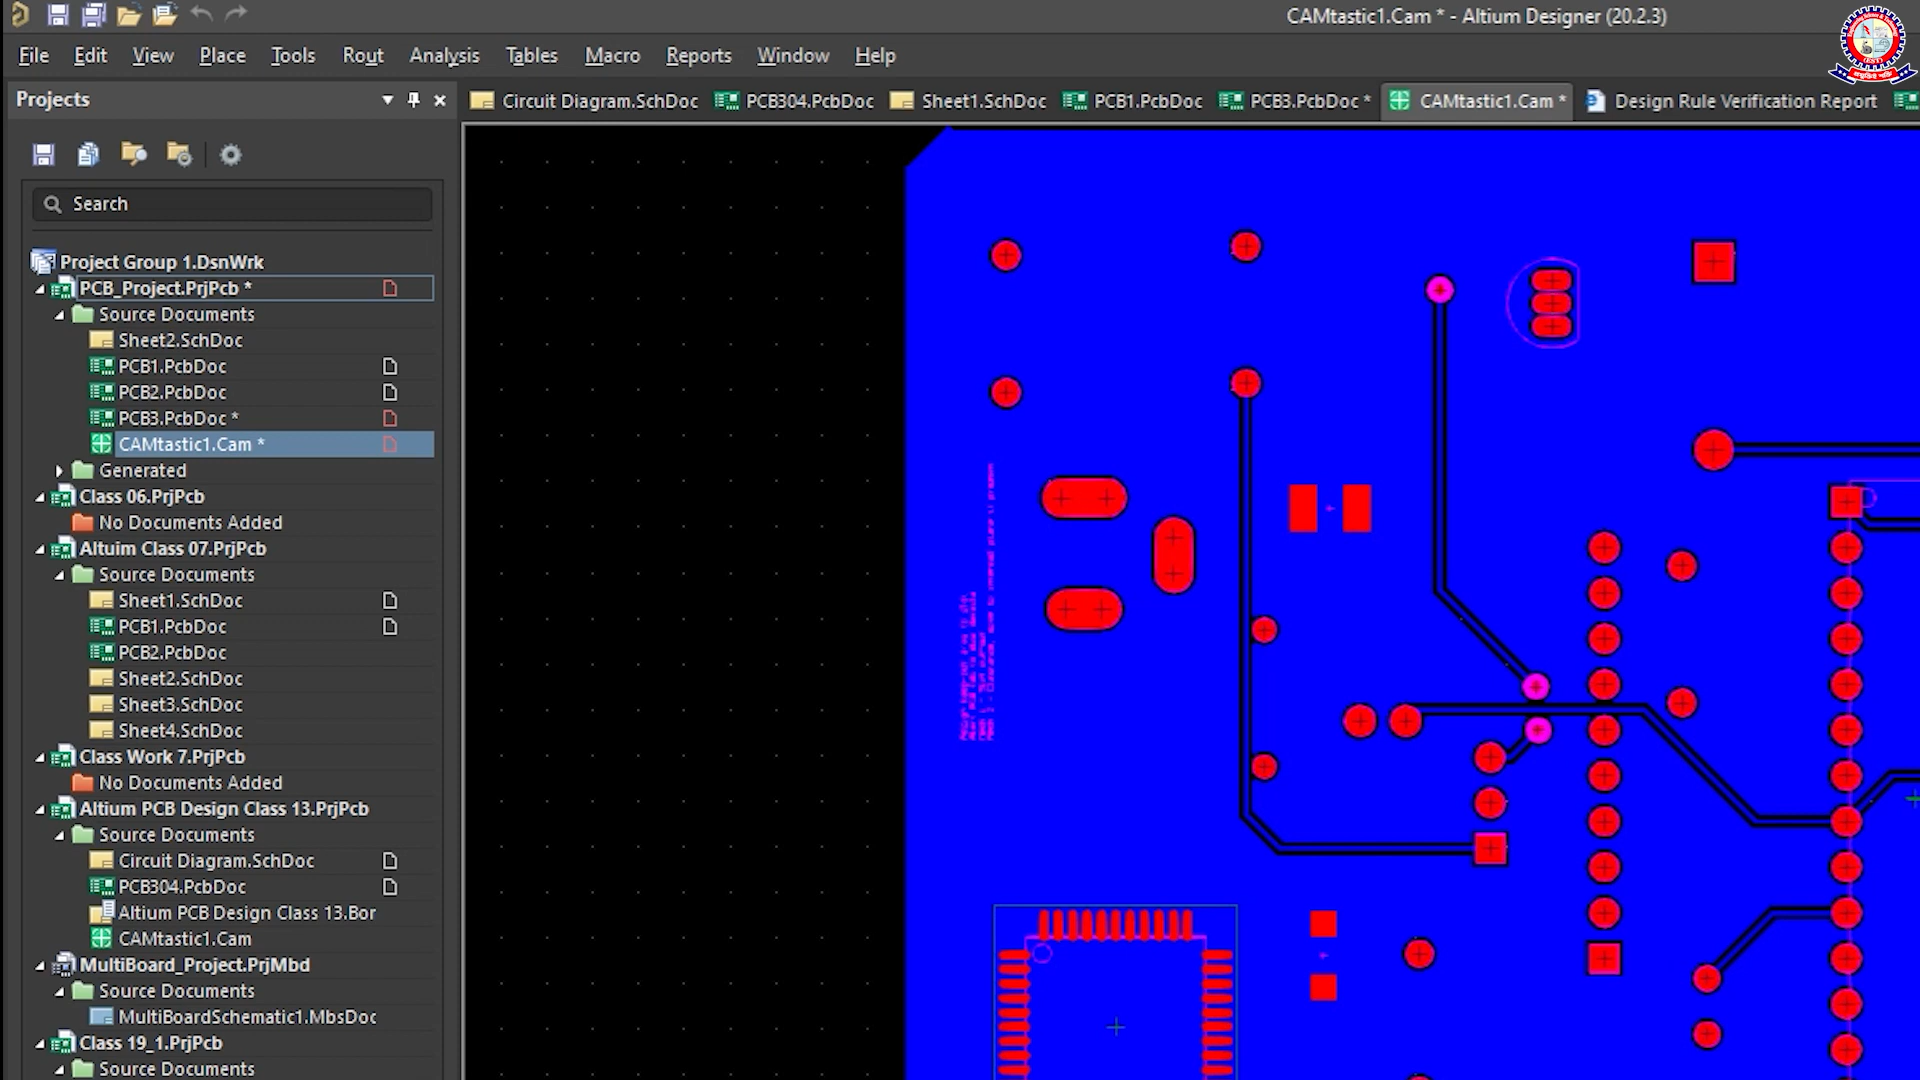 CAMtastic1.Cam * - Altium Designer (20.2.3)
File Edit View Place Tools Rout Analysis Tables Macro Reports Window Help
Projects
Circuit Diagram.SchDoc PCB304.PcbDoc Sheet1.SchDoc PCB1.PcbDoc PCB3.PcbDoc * CAMtastic1.Cam * Design Rule Verification Report
Search
Project Group 1.DsnWrk
PCB_Project.PrjPcb *
Source Documents
Sheet2.SchDoc
PCB1.PcbDoc
PCB2.PcbDoc
PCB3.PcbDoc *
CAMtastic1.Cam *
Generated
Class 06.PrjPcb
No Documents Added
Altuim Class 07.PrjPcb
Source Documents
Sheet1.SchDoc
PCB1.PcbDoc
PCB2.PcbDoc
Sheet2.SchDoc
Sheet3.SchDoc
Sheet4.SchDoc
Class Work 7.PrjPcb
No Documents Added
Altium PCB Design Class 13.PrjPcb
Source Documents
Circuit Diagram.SchDoc
PCB304.PcbDoc
Altium PCB Design Class 13.Bor
CAMtastic1.Cam
MultiBoard_Project.PrjMbd
Source Documents
MultiBoardSchematic1.MbsDoc
Class 19_1.PrjPcb
Source Documents